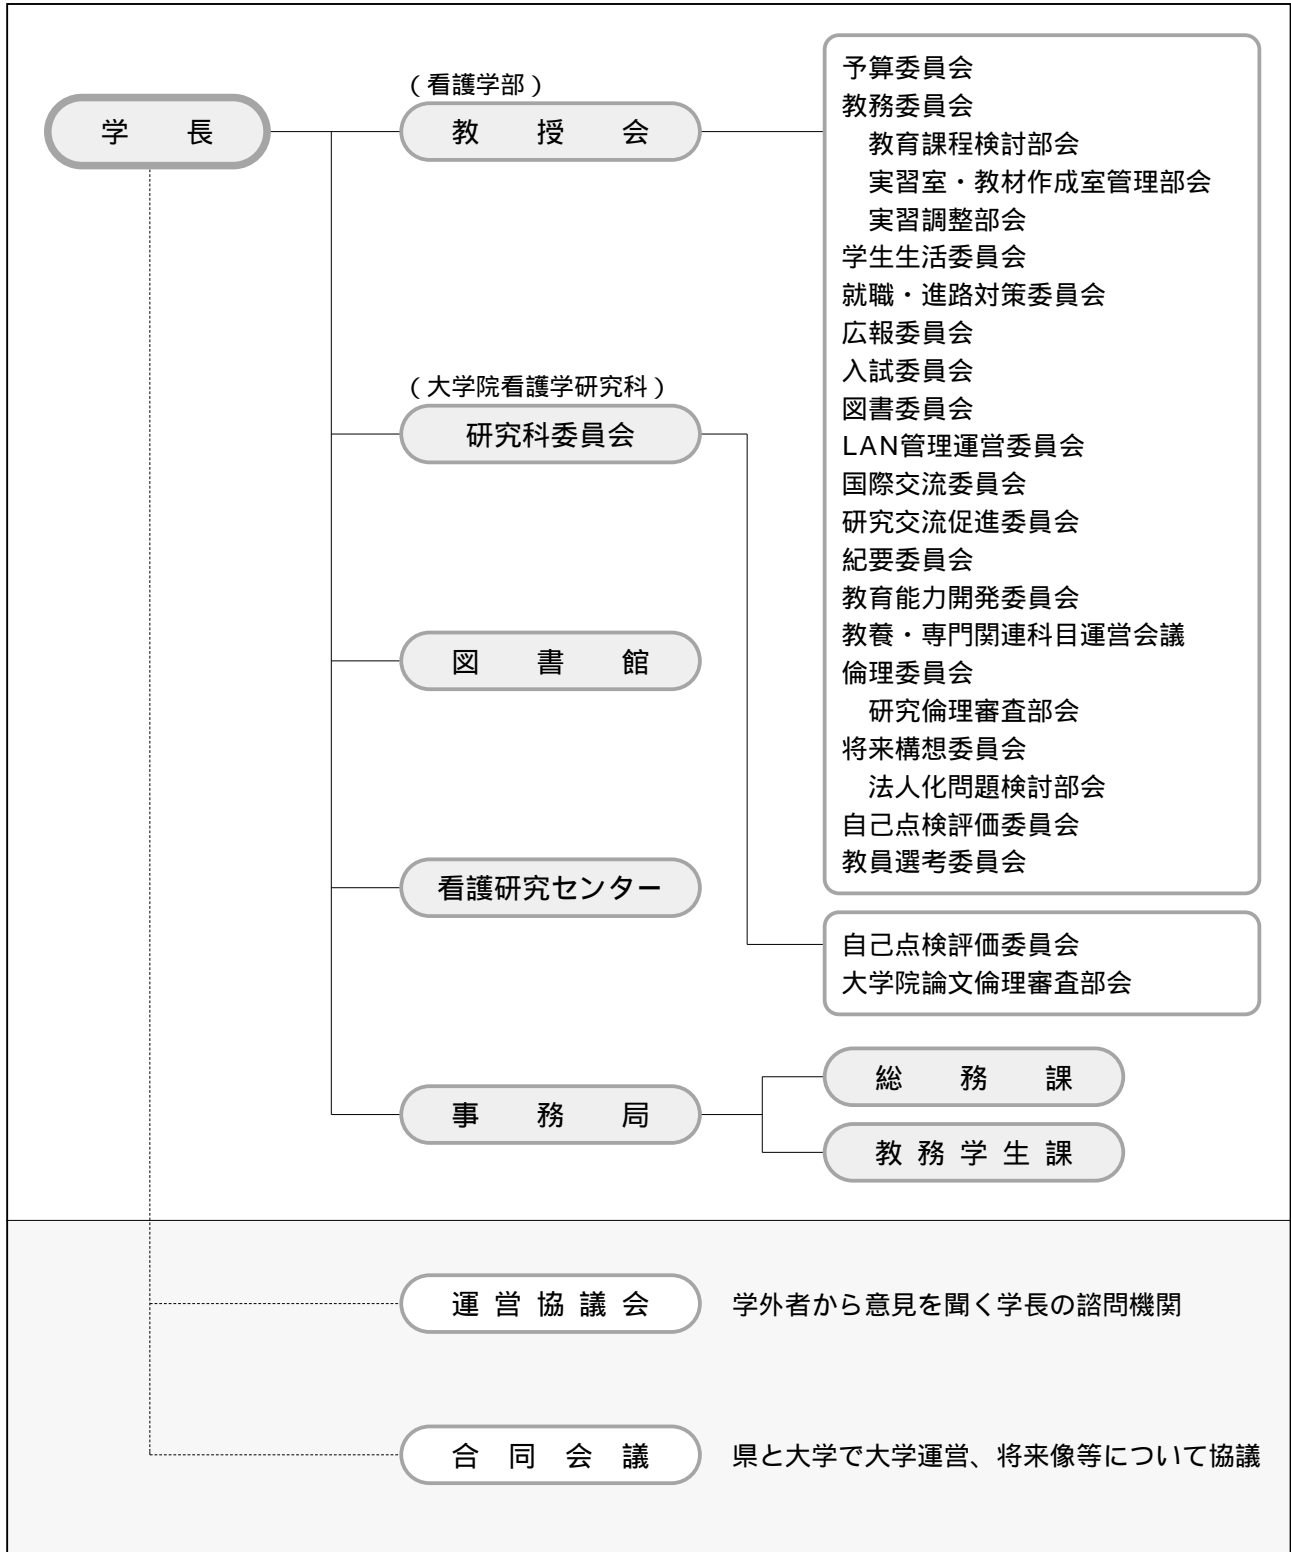 学長
（看護学部）
教授会
予算委員会
教務委員会
教育課程検討部会
実習室・教材作成室管理部会
実習調整部会
学生生活委員会
就職・進路対策委員会
広報委員会
入試委員会
図書委員会
LAN管理運営委員会
国際交流委員会
研究交流促進委員会
紀要委員会
教育能力開発委員会
教養・専門関連科目運営会議
倫理委員会
研究倫理審査部会
将来構想委員会
法人化問題検討部会
自己点検評価委員会
教員選考委員会
（大学院看護学研究科）
研究科委員会
自己点検評価委員会
大学院論文倫理審査部会
図書館
看護研究センター
事務局
総務課
教務学生課
運営協議会
学外者から意見を聞く学長の諮問機関
合同会議
県と大学で大学運営、将来像等について協議